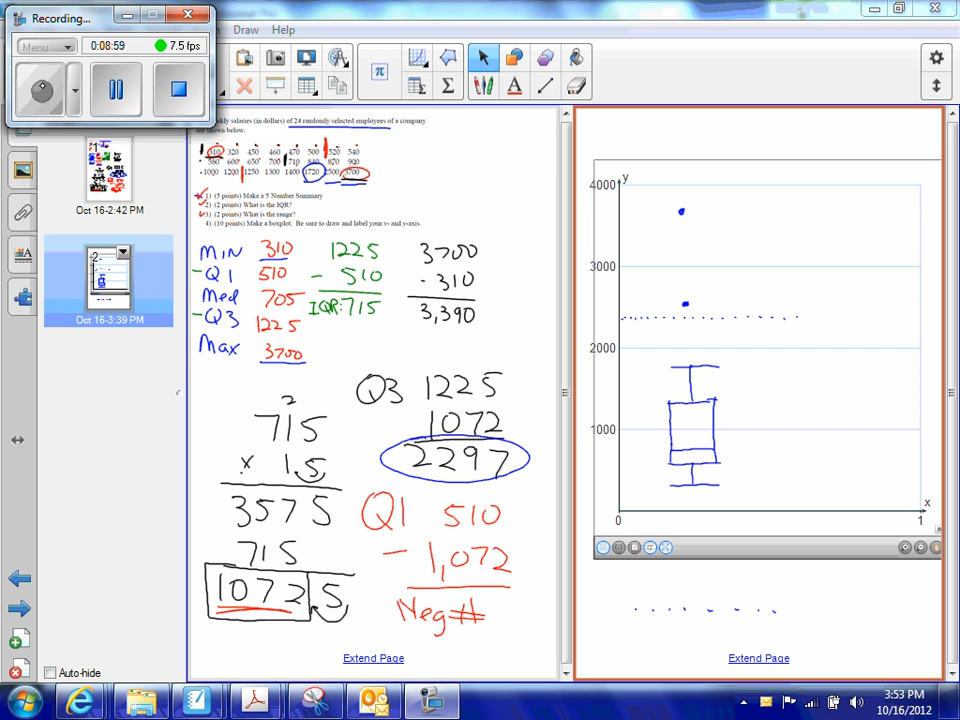 Recording...
Menu
0:08:59
7.5 fps
Draw Help
π
Σ
A
Oct 16-2:42 PM
2-
Oct 16-3:39 PM
Auto-hide
salaries (in dollars) of 24 randomly selected employees of a company
are shown below.
310 320 450 460 470 500 520 540
580 600 650 700 710 840 870 900
1000 1200 1250 1300 1400 1720 2500 3700
1) (5 points) Make a 5 Number Summary
2) (2 points) What is the IQR?
3) (2 points) What is the range?
4) (10 points) Make a boxplot. Be sure to draw and label your x- and y-axis.
MIN 310
-Q1 510
Med 705
-Q3 1225
Max 3700
1225
- 510
IQR:715
3700
-310
3,390
2
715
x 1.5
3575
715
1072.5
Q3 1225
1072
2297
Q1 510
- 1,072
Neg #
Extend Page
y
4000
3000
2000
1000
0
1
x
Extend Page
3:53 PM
10/16/2012